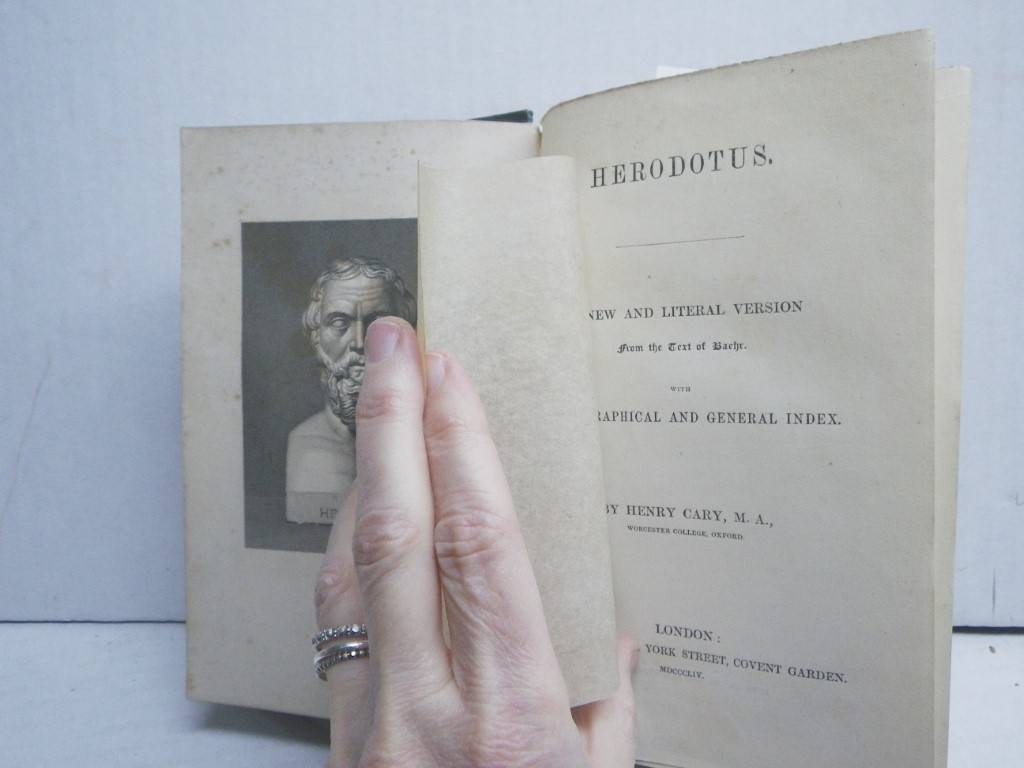 HE
HERODOTUS.
NEW AND LITERAL VERSION
From the Text of Baehr.
WITH
RAPHICAL AND GENERAL INDEX.
BY HENRY CARY, M. A.,
WORCESTER COLLEGE, OXFORD.
LONDON:
YORK STREET, COVENT GARDEN.
MDCCCLIV.